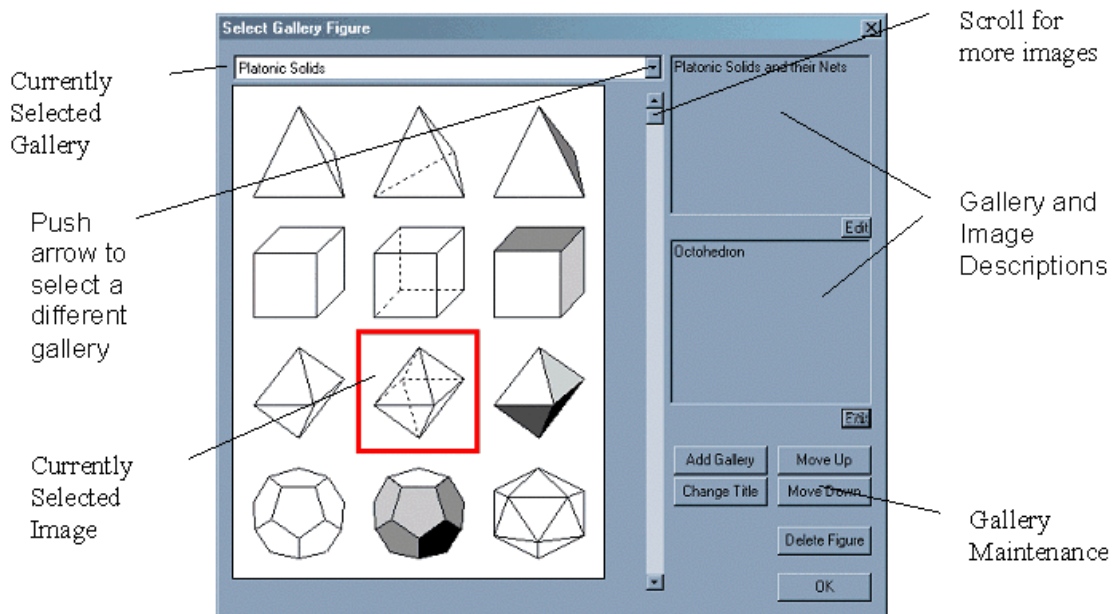 Scroll for
more images
Select Gallery Figure
Currently
Selected
Gallery
Platonic Solids
Platonic Solids and their Nets
Push
arrow to
select a
different
gallery
Edit
Gallery and
Image
Descriptions
Octohedron
Edit
Currently
Selected
Image
Add Gallery
Move Up
Change Title
Move Down
Delete Figure
OK
Gallery
Maintenance